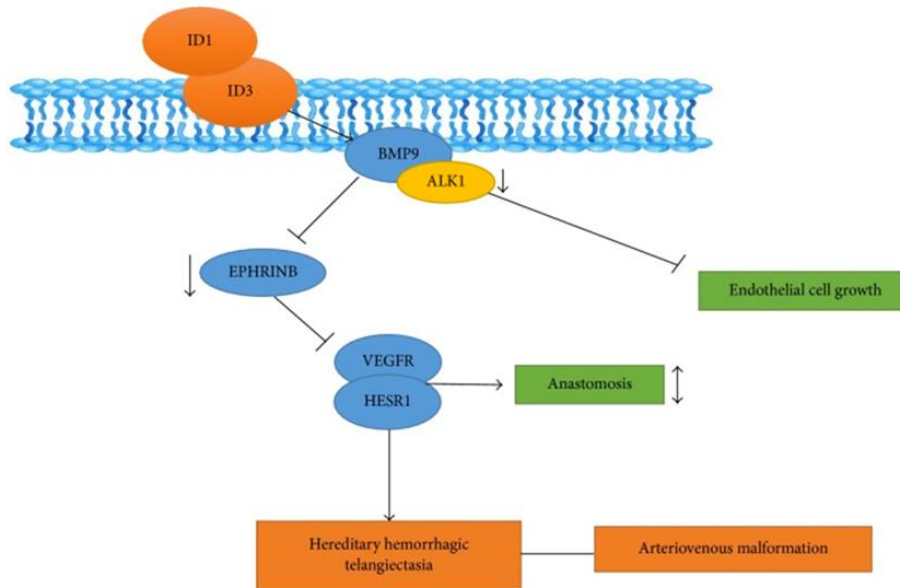 ID1
ID3
BMP9
ALK1
EPHRINB
Endothelial cell growth
VEGFR
HESR1
Anastomosis
Hereditary hemorrhagic
telangiectasia
Arteriovenous malformation